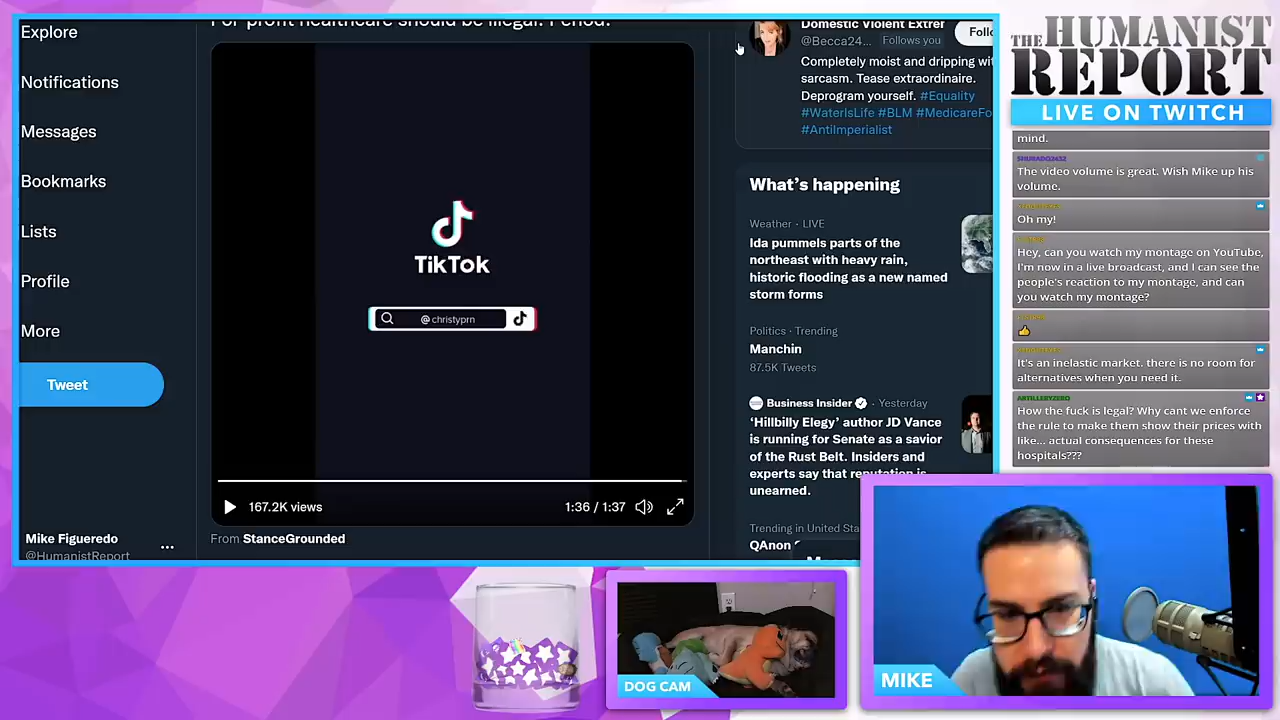 For profit healthcare should be illegal. Period.
Explore
Notifications
Messages
Bookmarks
Lists
Profile
More
Tweet
Mike Figueredo
@HumanistReport
TikTok
@christyprn
167.2K views
1:36 / 1:37
From StanceGrounded
Domestic Violent Extrem
@Becca24... Follows you
Follo
Completely moist and dripping wit
sarcasm. Tease extraordinaire.
Deprogram yourself. #Equality
#WaterIsLife #BLM #MedicareFo
#AntiImperialist
What's happening
Weather · LIVE
Ida pummels parts of the
northeast with heavy rain,
historic flooding as a new named
storm forms
Politics · Trending
Manchin
87.5K Tweets
Business Insider · Yesterday
‘Hillbilly Elegy’ author JD Vance
is running for Senate as a savior
of the Rust Belt. Insiders and
experts say that reputation is
unearned.
Trending in United Sta
QAnon
THE HUMANIST
REPORT
LIVE ON TWITCH
mind.
SHURADO2432
The video volume is great. Wish Mike up his
volume.
Oh my!
Hey, can you watch my montage on YouTube,
I'm now in a live broadcast, and I can see the
people's reaction to my montage, and can
you watch my montage?
It's an inelastic market. there is no room for
alternatives when you need it.
ARTILLERYZERO
How the fuck is legal? Why cant we enforce
the rule to make them show their prices with
like... actual consequences for these
hospitals???
DOG CAM
MIKE